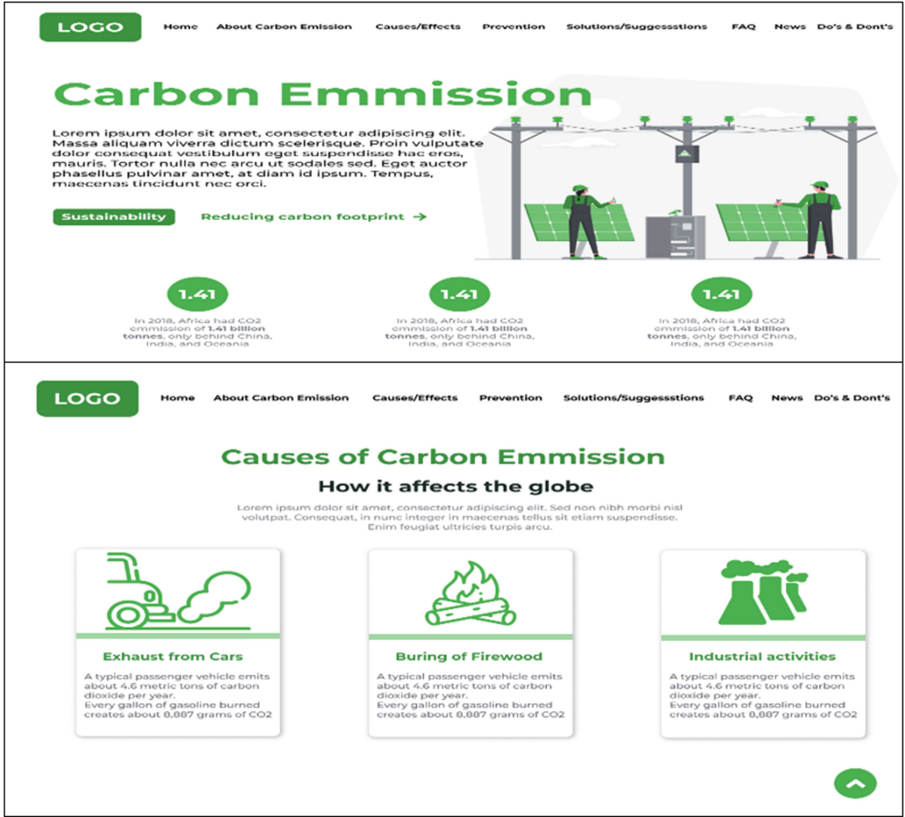 LOGO
Home About Carbon Emission Causes/Effects Prevention Solutions/Suggessstions FAQ News Do's & Dont's
Carbon Emmission
Lorem ipsum dolor sit amet, consectetur adipiscing elit.
Massa aliquam viverra dictum scelerisque. Proin vulputate
dolor consequat vestibulum eget suspendisse hac eros,
mauris. Tortor nulla nec arcu ut sodales sed. Eget auctor
phasellus pulvinar amet, at diam id ipsum. Tempus,
maecenas tincidunt nec orci.
Sustainability Reducing carbon footprint →
1.41
In 2018, Africa had CO2
emmission of 1.41 billion
tonnes, only behind China,
India, and Oceania
1.41
In 2018, Africa had CO2
emmission of 1.41 billion
tonnes, only behind China,
India, and Oceania
1.41
In 2018, Africa had CO2
emmission of 1.41 billion
tonnes, only behind China,
India, and Oceania
LOGO
Home About Carbon Emission Causes/Effects Prevention Solutions/Suggessstions FAQ News Do's & Dont's
Causes of Carbon Emmission
How it affects the globe
Lorem ipsum dolor sit amet, consectetur adipiscing elit. Sed non nibh morbi nisl
volutpat. Consequat, in nunc integer in maecenas tellus sit etiam suspendisse.
Enim feugiat ultricies turpis arcu.
Exhaust from Cars
A typical passenger vehicle emits
about 4.6 metric tons of carbon
dioxide per year.
Every gallon of gasoline burned
creates about 8,887 grams of CO2
Buring of Firewood
A typical passenger vehicle emits
about 4.6 metric tons of carbon
dioxide per year.
Every gallon of gasoline burned
creates about 8,887 grams of CO2
Industrial activities
A typical passenger vehicle emits
about 4.6 metric tons of carbon
dioxide per year.
Every gallon of gasoline burned
creates about 8,887 grams of CO2